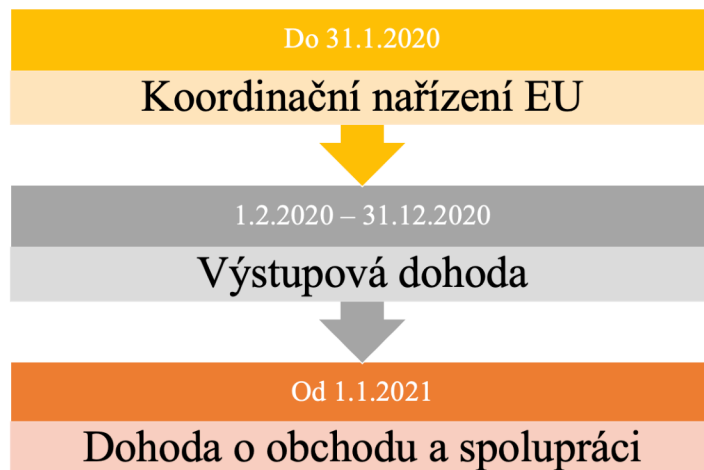 Do 31.1.2020
Koordinační nařízení EU
1.2.2020 – 31.12.2020
Výstupová dohoda
Od 1.1.2021
Dohoda o obchodu a spolupráci